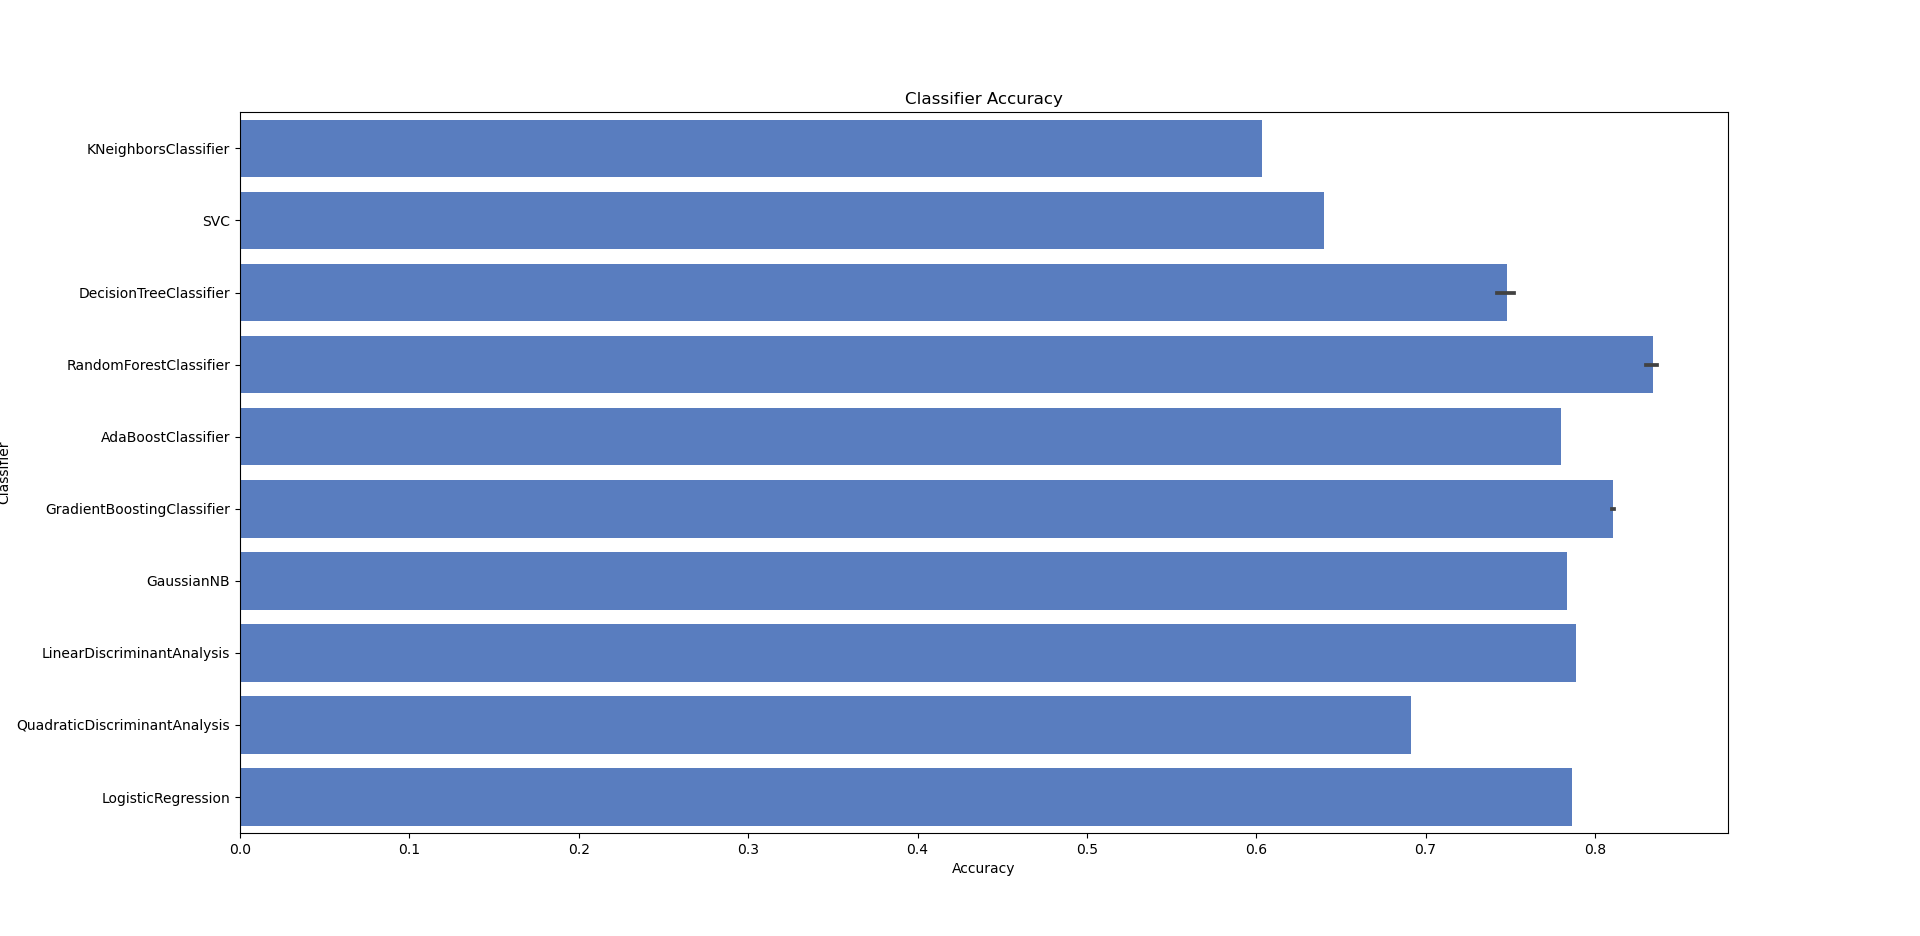 Classifier Accuracy
Classifier
KNeighborsClassifier
SVC
DecisionTreeClassifier
RandomForestClassifier
AdaBoostClassifier
GradientBoostingClassifier
GaussianNB
LinearDiscriminantAnalysis
QuadraticDiscriminantAnalysis
LogisticRegression
0.0 0.1 0.2 0.3 0.4 0.5 0.6 0.7 0.8
Accuracy